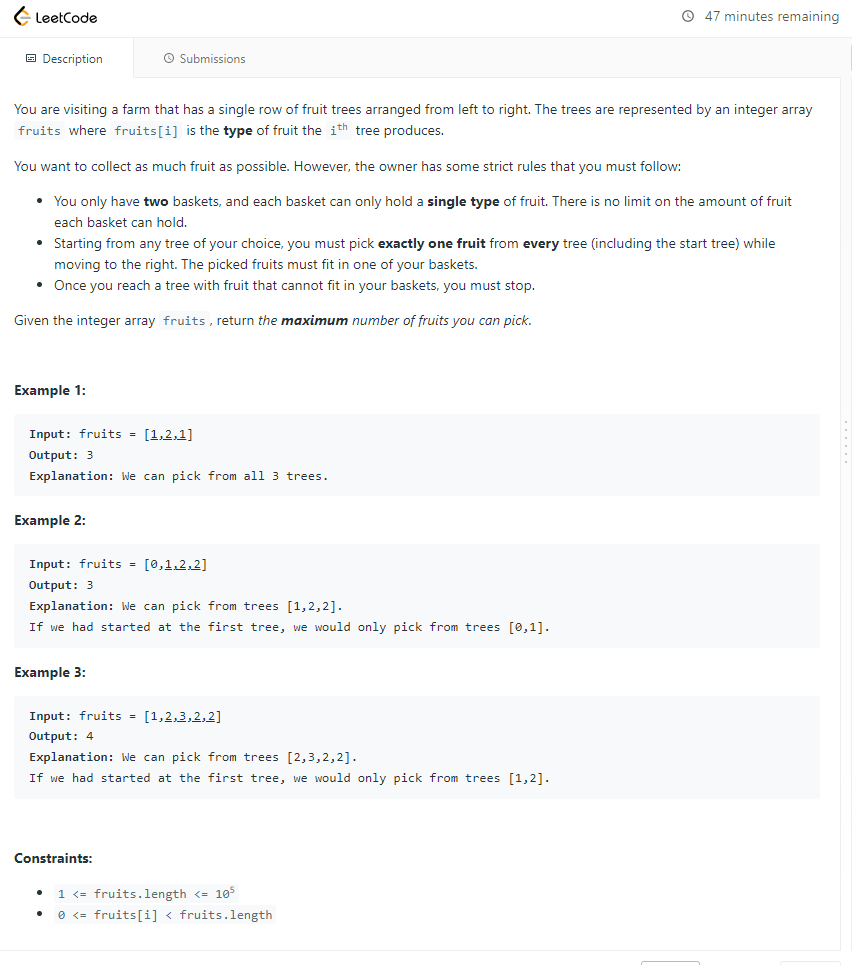 LeetCode
47 minutes remaining
Description
Submissions
You are visiting a farm that has a single row of fruit trees arranged from left to right. The trees are represented by an integer array
fruits where fruits[i] is the type of fruit the ith tree produces.
You want to collect as much fruit as possible. However, the owner has some strict rules that you must follow:
• You only have two baskets, and each basket can only hold a single type of fruit. There is no limit on the amount of fruit
each basket can hold.
• Starting from any tree of your choice, you must pick exactly one fruit from every tree (including the start tree) while
moving to the right. The picked fruits must fit in one of your baskets.
• Once you reach a tree with fruit that cannot fit in your baskets, you must stop.
Given the integer array fruits, return the maximum number of fruits you can pick.
Example 1:
Input: fruits = [1,2,1]
Output: 3
Explanation: We can pick from all 3 trees.
Example 2:
Input: fruits = [0,1,2,2]
Output: 3
Explanation: We can pick from trees [1,2,2].
If we had started at the first tree, we would only pick from trees [0,1].
Example 3:
Input: fruits = [1,2,3,2,2]
Output: 4
Explanation: We can pick from trees [2,3,2,2].
If we had started at the first tree, we would only pick from trees [1,2].
Constraints:
• 1 <= fruits.length <= 10⁵
• 0 <= fruits[i] < fruits.length